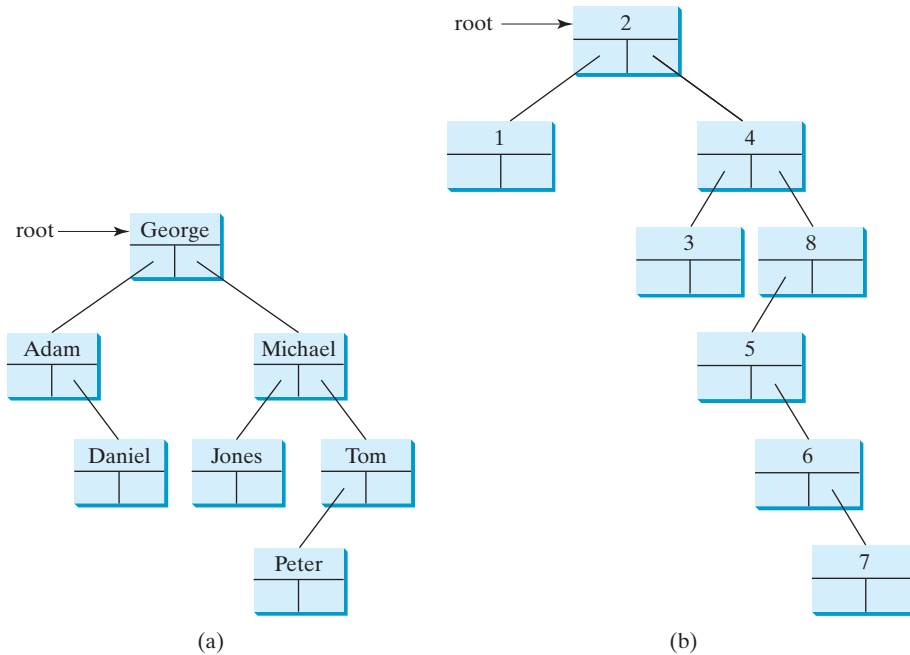 root
George
Adam
Michael
Daniel
Jones
Tom
Peter
(a)
root
2
1
4
3
8
5
6
7
(b)